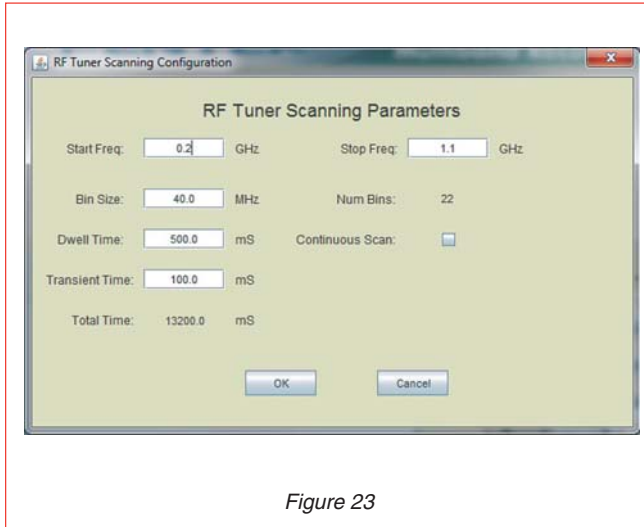 RF Tuner Scanning Configuration
RF Tuner Scanning Parameters
Start Freq: 0.2 GHz Stop Freq: 1.1 GHz
Bin Size: 40.0 MHz Num Bins: 22
Dwell Time: 500.0 mS Continuous Scan:
Transient Time: 100.0 mS
Total Time: 13200.0 mS
OK Cancel
Figure 23